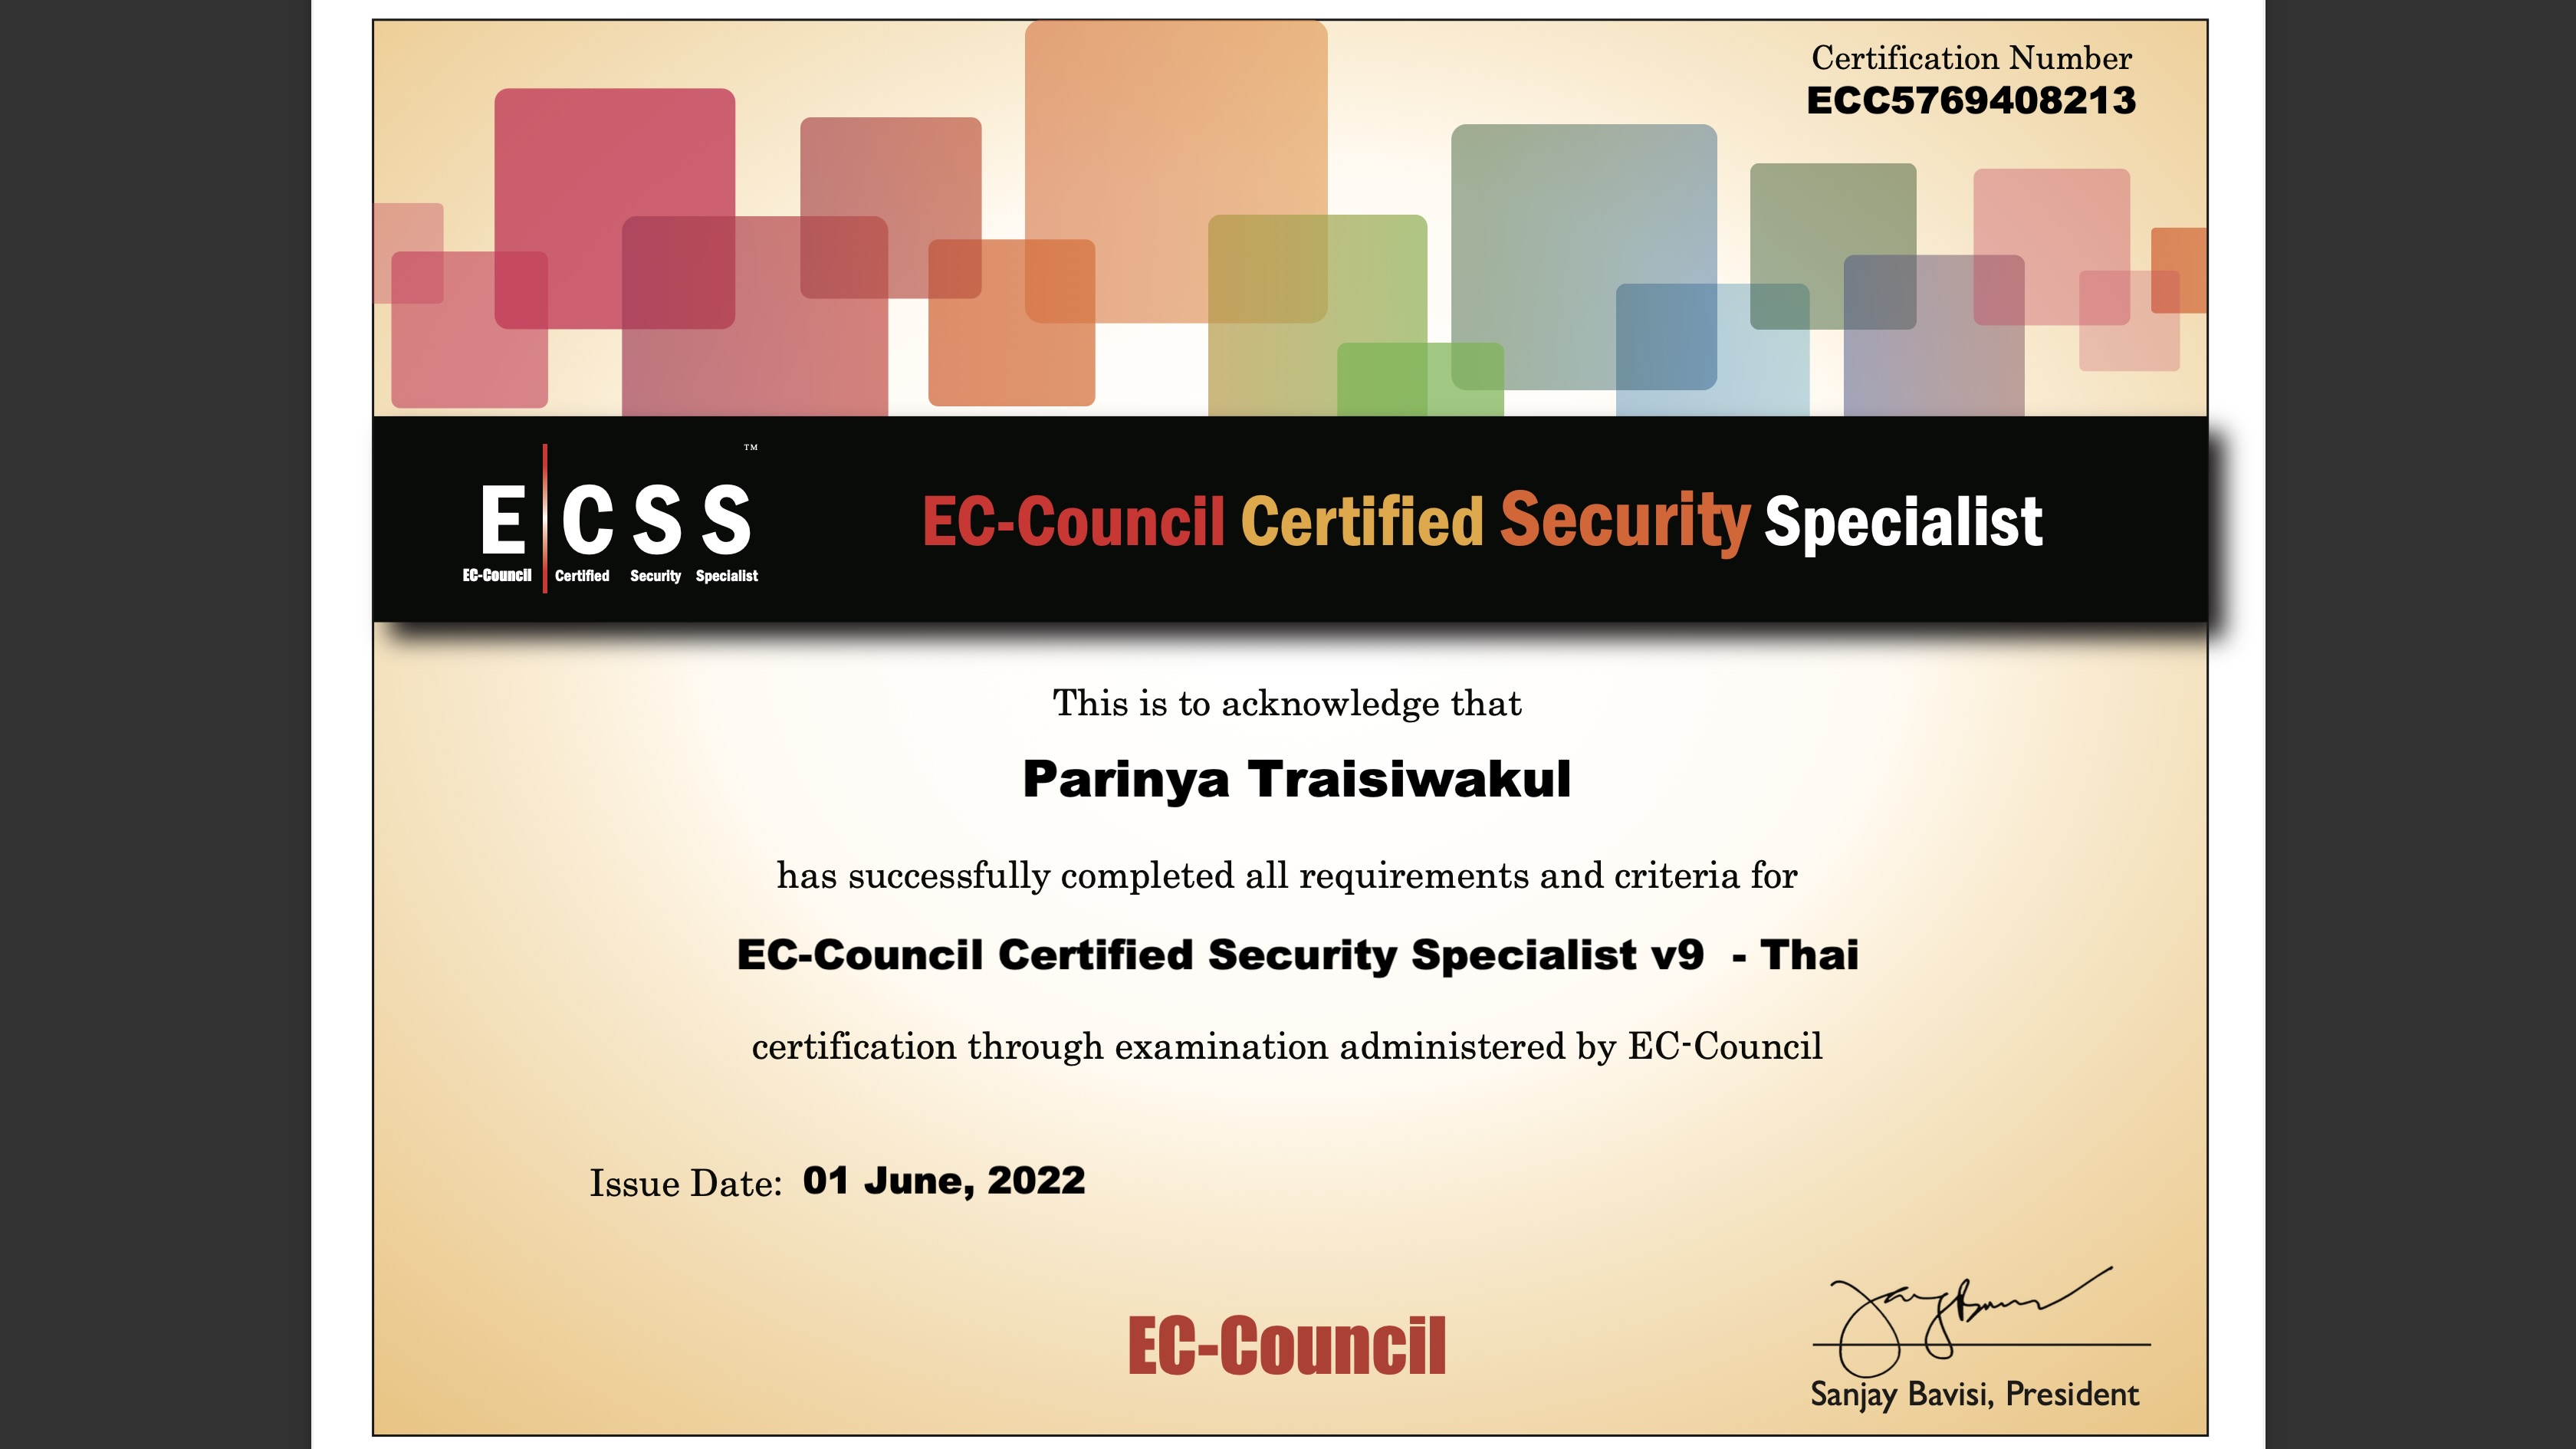 Certification Number
ECC5769408213
™
E CSS
EC-Council Certified Security Specialist
EC-Council Certified Security Specialist
This is to acknowledge that
Parinya Traisiwakul
has successfully completed all requirements and criteria for
EC-Council Certified Security Specialist v9 - Thai
certification through examination administered by EC-Council
Issue Date: 01 June, 2022
EC-Council
Sanjay Bavisi, President